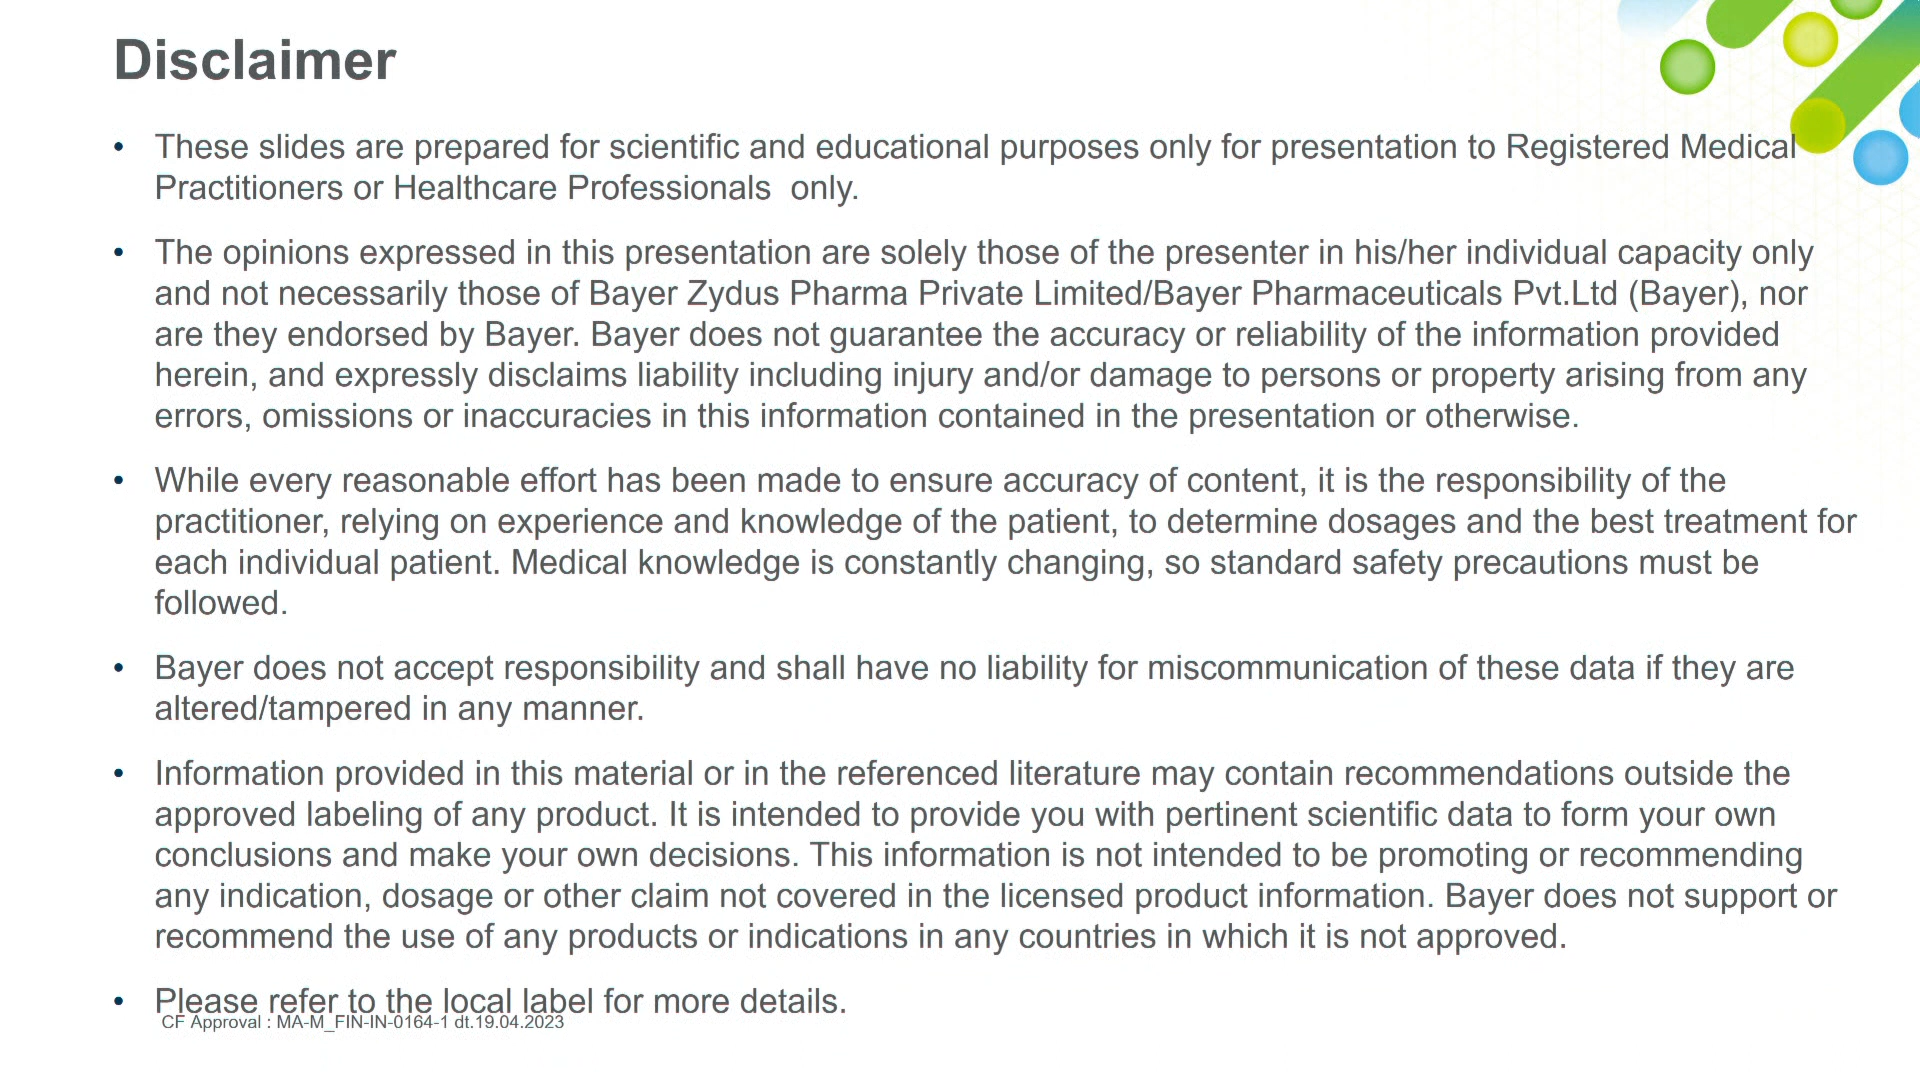 Disclaimer
• These slides are prepared for scientific and educational purposes only for presentation to Registered Medical
Practitioners or Healthcare Professionals  only.
• The opinions expressed in this presentation are solely those of the presenter in his/her individual capacity only
and not necessarily those of Bayer Zydus Pharma Private Limited/Bayer Pharmaceuticals Pvt.Ltd (Bayer), nor
are they endorsed by Bayer. Bayer does not guarantee the accuracy or reliability of the information provided
herein, and expressly disclaims liability including injury and/or damage to persons or property arising from any
errors, omissions or inaccuracies in this information contained in the presentation or otherwise.
• While every reasonable effort has been made to ensure accuracy of content, it is the responsibility of the
practitioner, relying on experience and knowledge of the patient, to determine dosages and the best treatment for
each individual patient. Medical knowledge is constantly changing, so standard safety precautions must be
followed.
• Bayer does not accept responsibility and shall have no liability for miscommunication of these data if they are
altered/tampered in any manner.
• Information provided in this material or in the referenced literature may contain recommendations outside the
approved labeling of any product. It is intended to provide you with pertinent scientific data to form your own
conclusions and make your own decisions. This information is not intended to be promoting or recommending
any indication, dosage or other claim not covered in the licensed product information. Bayer does not support or
recommend the use of any products or indications in any countries in which it is not approved.
• Please refer to the local label for more details.
CF Approval : MA-M_FIN-IN-0164-1 dt.19.04.2023